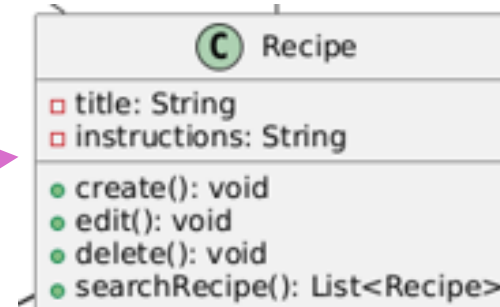 C Recipe
title: String
instructions: String
create(): void
edit(): void
delete(): void
searchRecipe(): List<Recipe>